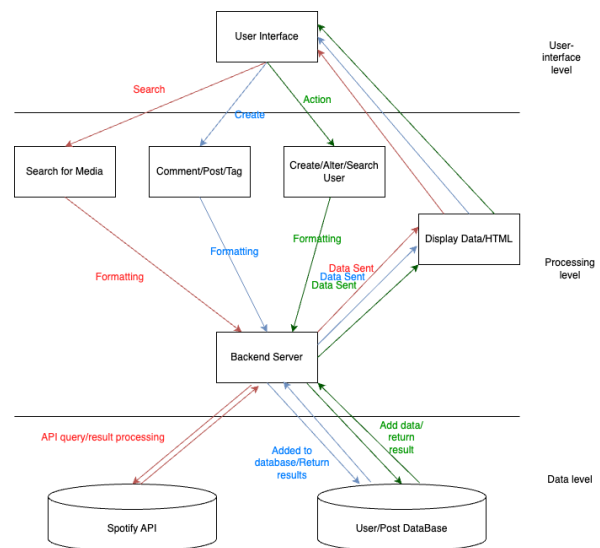 User Interface
User-
interface
level
Search
Create
Action
Search for Media
Comment/Post/Tag
Create/Alter/Search
User
Display Data/HTML
Formatting
Formatting
Formatting
Data Sent
Data Sent
Data Sent
Processing
level
Backend Server
API query/result processing
Added to
database/Return
results
Add data/
return
result
Data level
Spotify API
User/Post DataBase